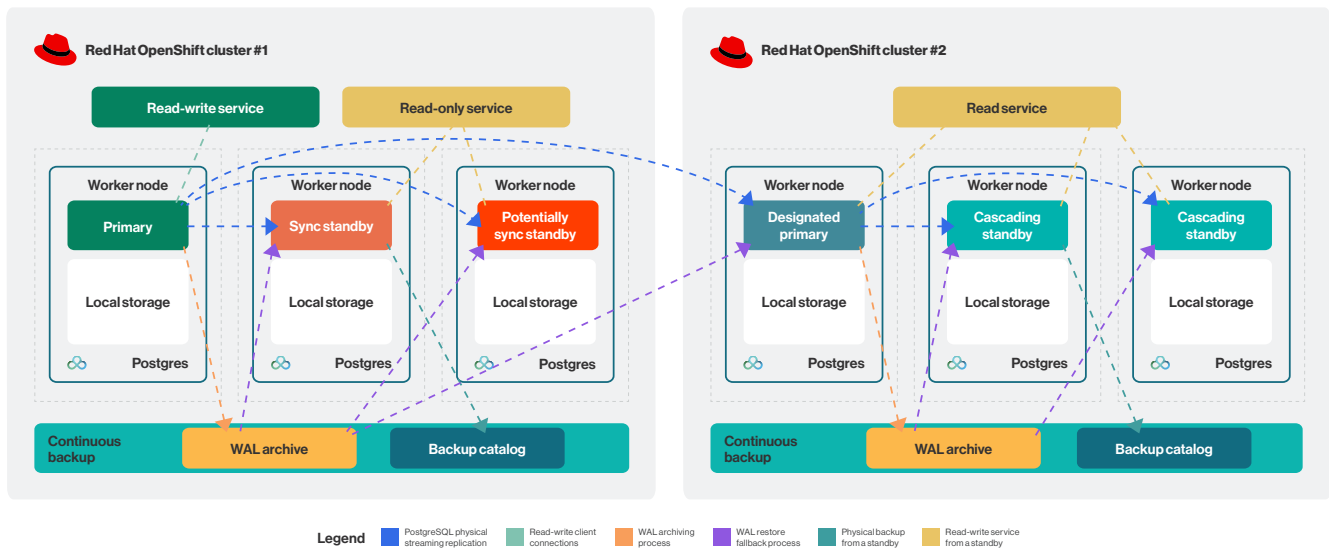 Red Hat OpenShift cluster #1
Read-write service
Read-only service
Worker node
Primary
Local storage
Postgres
Worker node
Sync standby
Local storage
Postgres
Worker node
Potentially
sync standby
Local storage
Postgres
Continuous
backup
WAL archive
Backup catalog
Red Hat OpenShift cluster #2
Read service
Worker node
Designated
primary
Local storage
Postgres
Worker node
Cascading
standby
Local storage
Postgres
Worker node
Cascading
standby
Local storage
Postgres
Continuous
backup
WAL archive
Backup catalog
Legend
PostgreSQL physical
streaming replication
Read-write client
connections
WAL archiving
process
WAL restore
fallback process
Physical backup
from a standby
Read-write service
from a standby